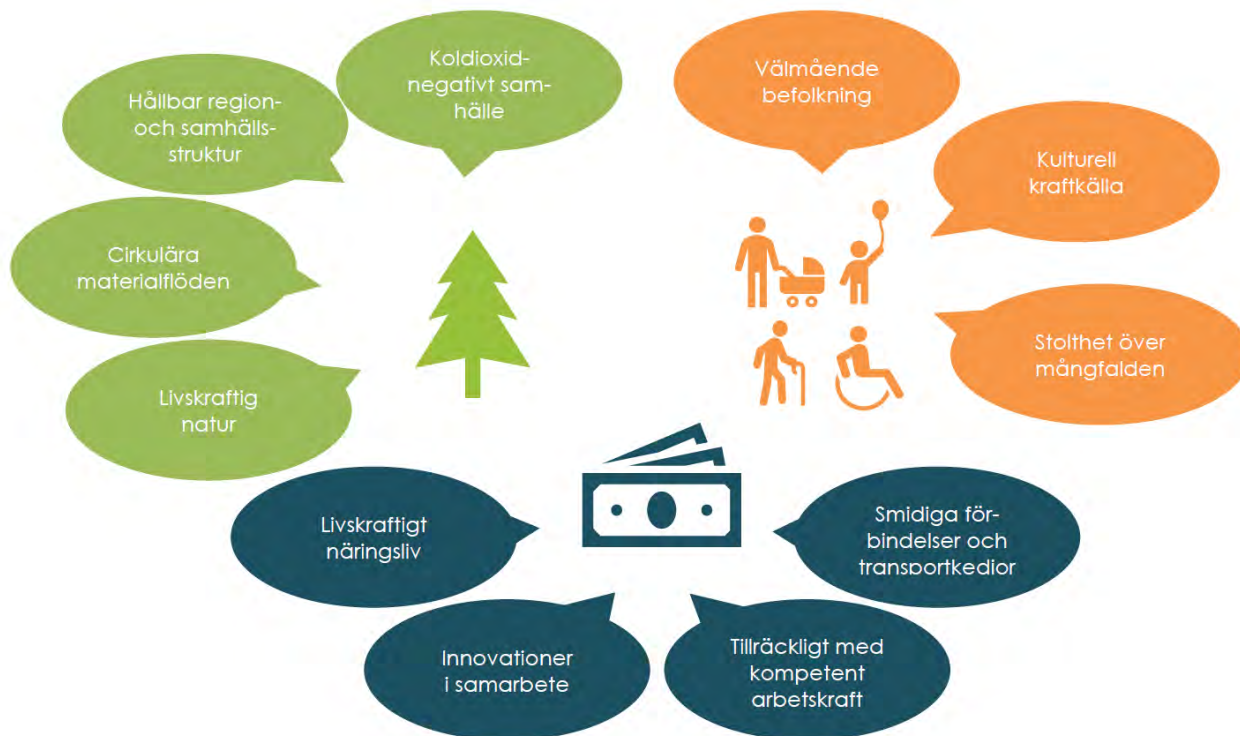 Koldioxid-
negativt sam-
hälle
Välmående
befolkning
Hållbar region-
och samhälls-
struktur
Kulturell
kraftkälla
Cirkulära
materialflöden
Stolthet över
mångfalden
Livskraftig
natur
Livskraftigt
näringsliv
Smidiga för-
bindelser och
transportkedjor
Innovationer
i samarbete
Tillräckligt med
kompetent
arbetskraft